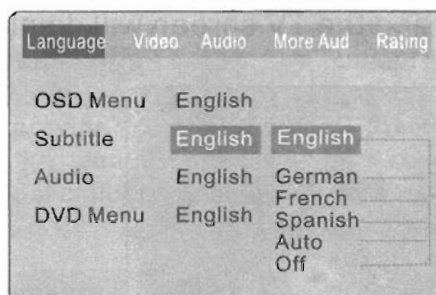 Language Video Audio More Aud Rating
OSD Menu English
Subtitle English English
Audio English German
French
DVD Menu English Spanish
Auto
Off